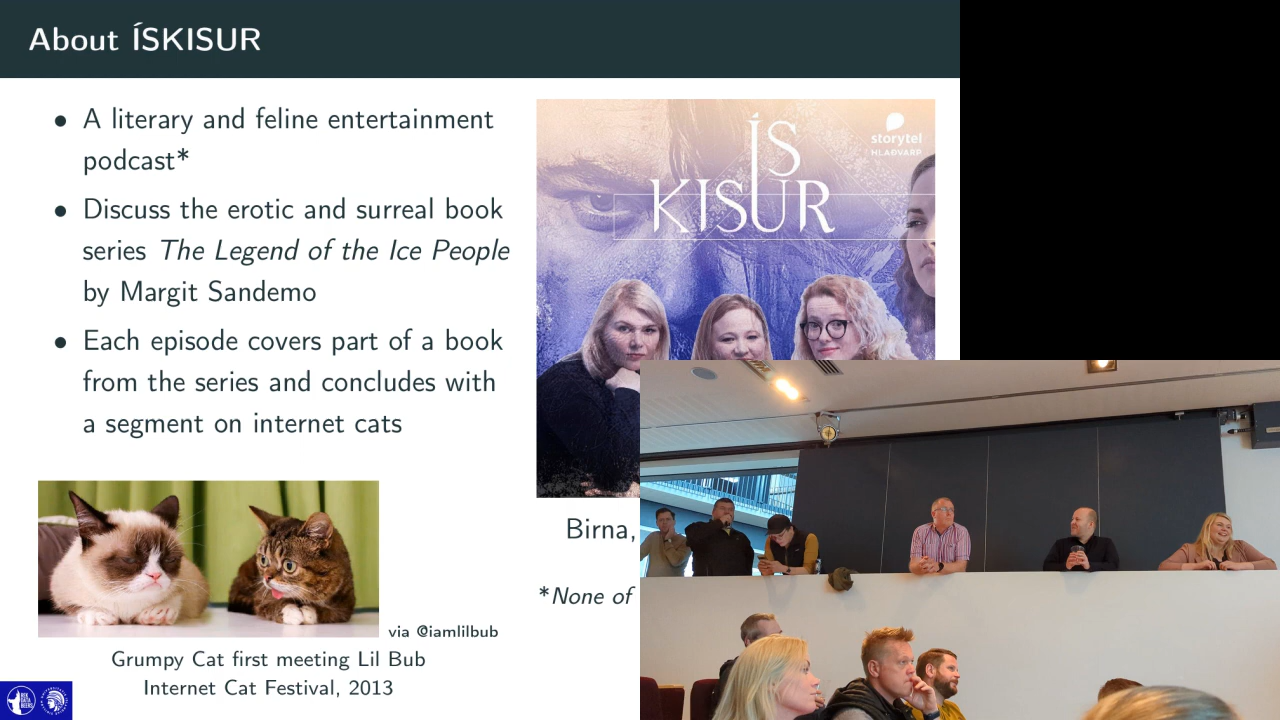 About ÍSKISUR
• A literary and feline entertainment
podcast*
• Discuss the erotic and surreal book
series The Legend of the Ice People
by Margit Sandemo
• Each episode covers part of a book
from the series and concludes with
a segment on internet cats
via @iamlilbub
Grumpy Cat first meeting Lil Bub
Internet Cat Festival, 2013
ÍS
KISUR
storytel
HLAÐVARP
Birna,
*None of